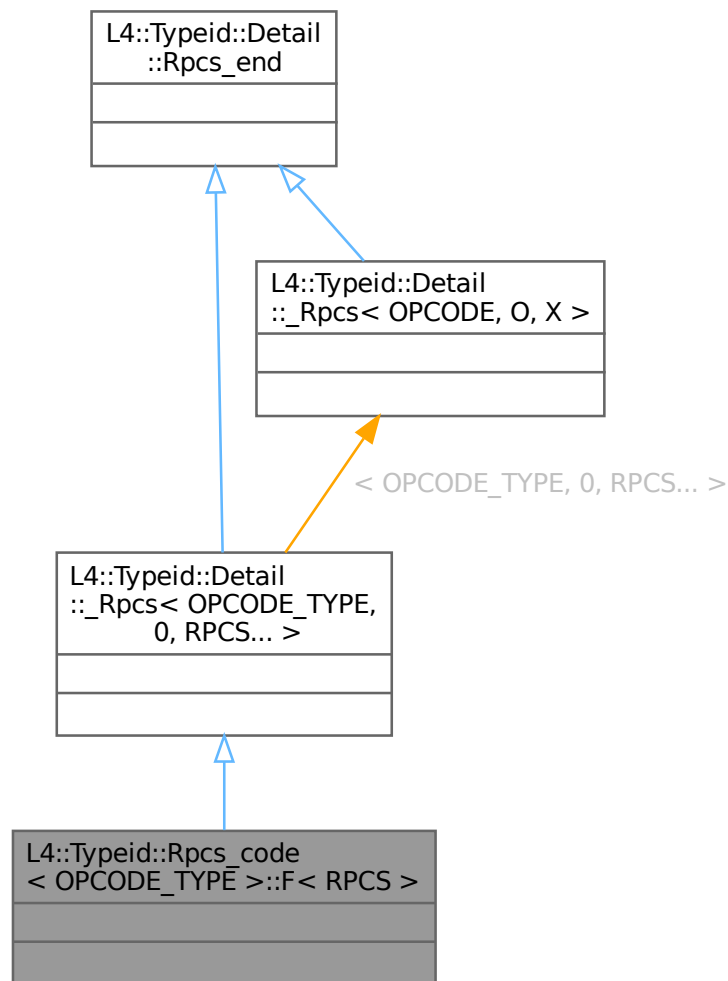 L4::Typeid::Detail
::Rpcs_end
L4::Typeid::Detail
::_Rpcs< OPCODE, O, X >
< OPCODE_TYPE, 0, RPCS... >
L4::Typeid::Detail
::_Rpcs< OPCODE_TYPE,
0, RPCS... >
L4::Typeid::Rpcs_code
< OPCODE_TYPE >::F< RPCS >